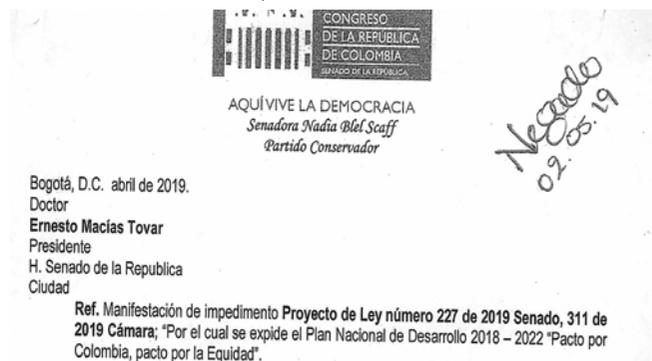 CONGRESO
DE LA REPÚBLICA
DE COLOMBIA
SENADO DE LA REPÚBLICA
AQUÍ VIVE LA DEMOCRACIA
Senadora Nadia Blel Scaff
Partido Conservador
Negado
02.05.19
Bogotá, D.C. abril de 2019.
Doctor
Ernesto Macías Tovar
Presidente
H. Senado de la Republica
Ciudad
Ref. Manifestación de impedimento Proyecto de Ley número 227 de 2019 Senado, 311 de
2019 Cámara; “Por el cual se expide el Plan Nacional de Desarrollo 2018 – 2022 “Pacto por
Colombia, pacto por la Equidad”.